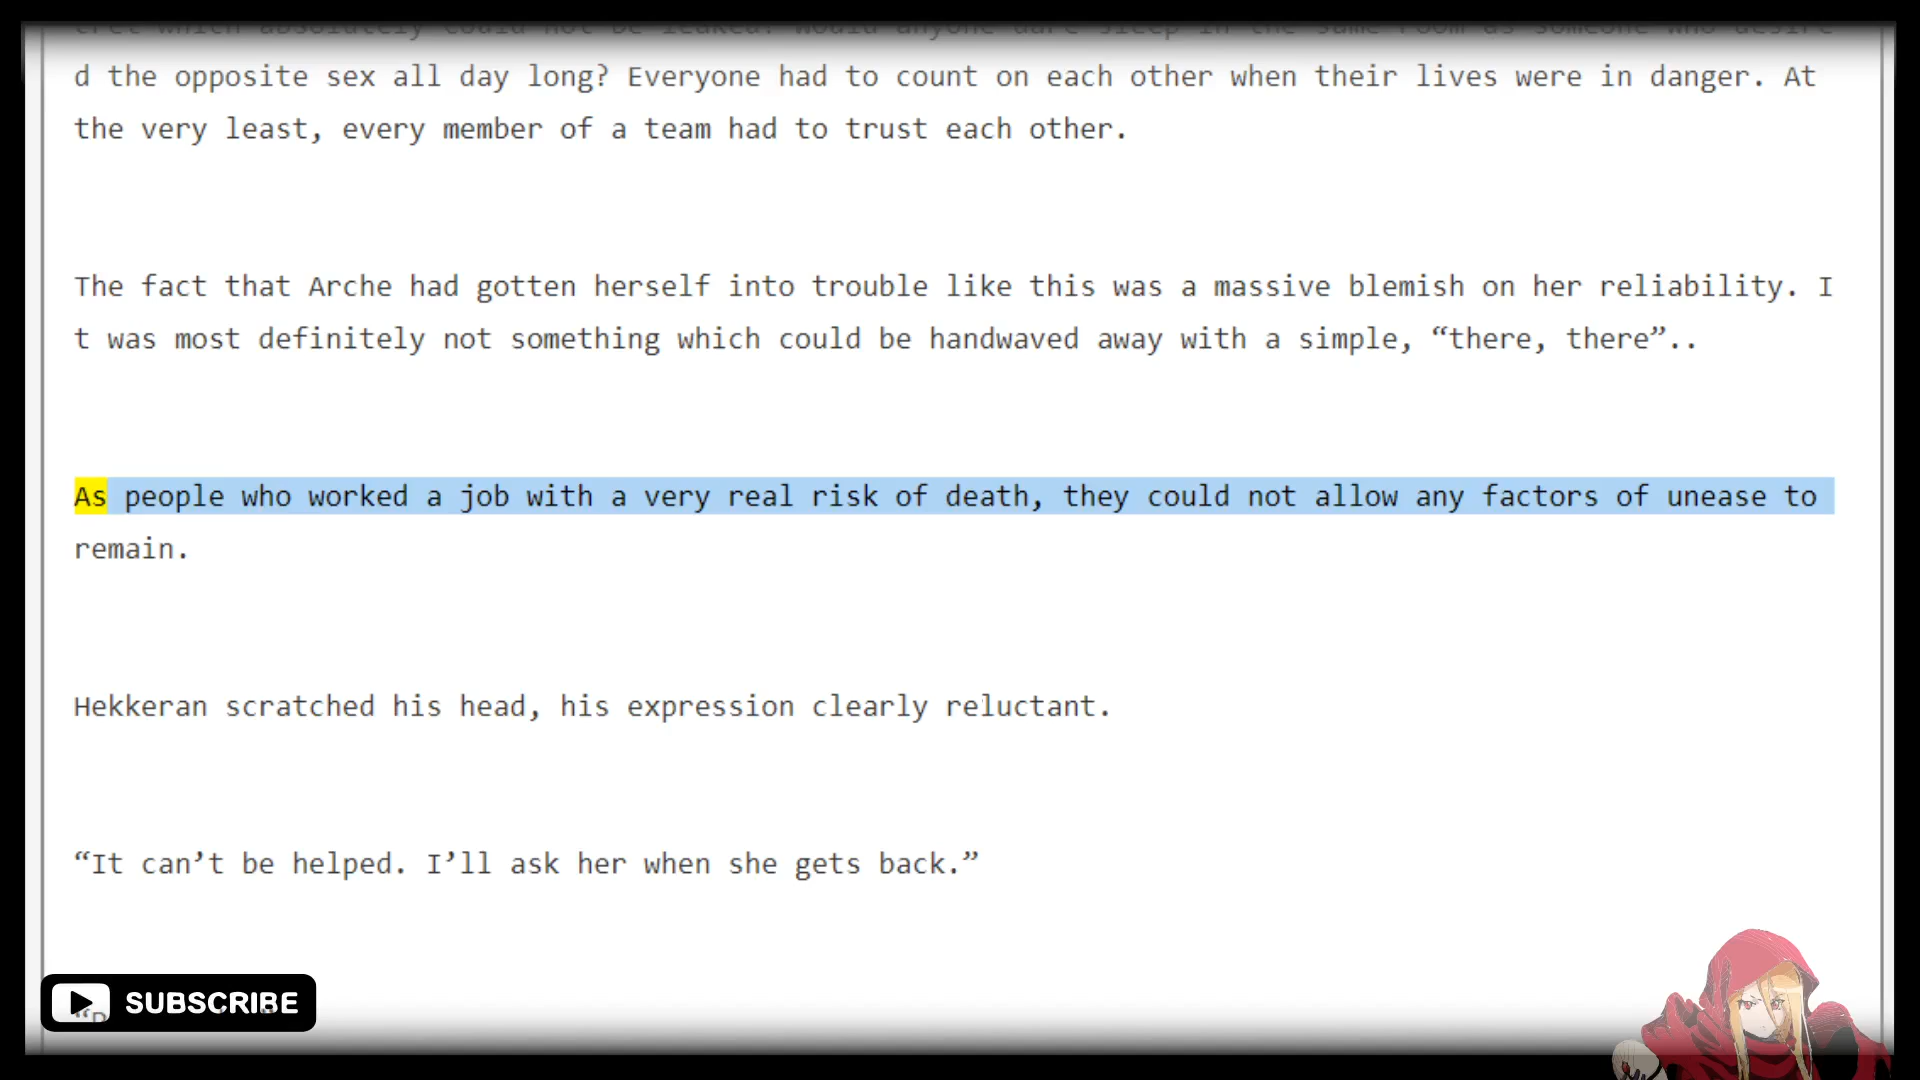 d the opposite sex all day long? Everyone had to count on each other when their lives were in danger. At
the very least, every member of a team had to trust each other.
The fact that Arche had gotten herself into trouble like this was a massive blemish on her reliability. I
t was most definitely not something which could be handwaved away with a simple, “there, there”..
As people who worked a job with a very real risk of death, they could not allow any factors of unease to
remain.
Hekkeran scratched his head, his expression clearly reluctant.
“It can’t be helped. I’ll ask her when she gets back.”
SUBSCRIBE